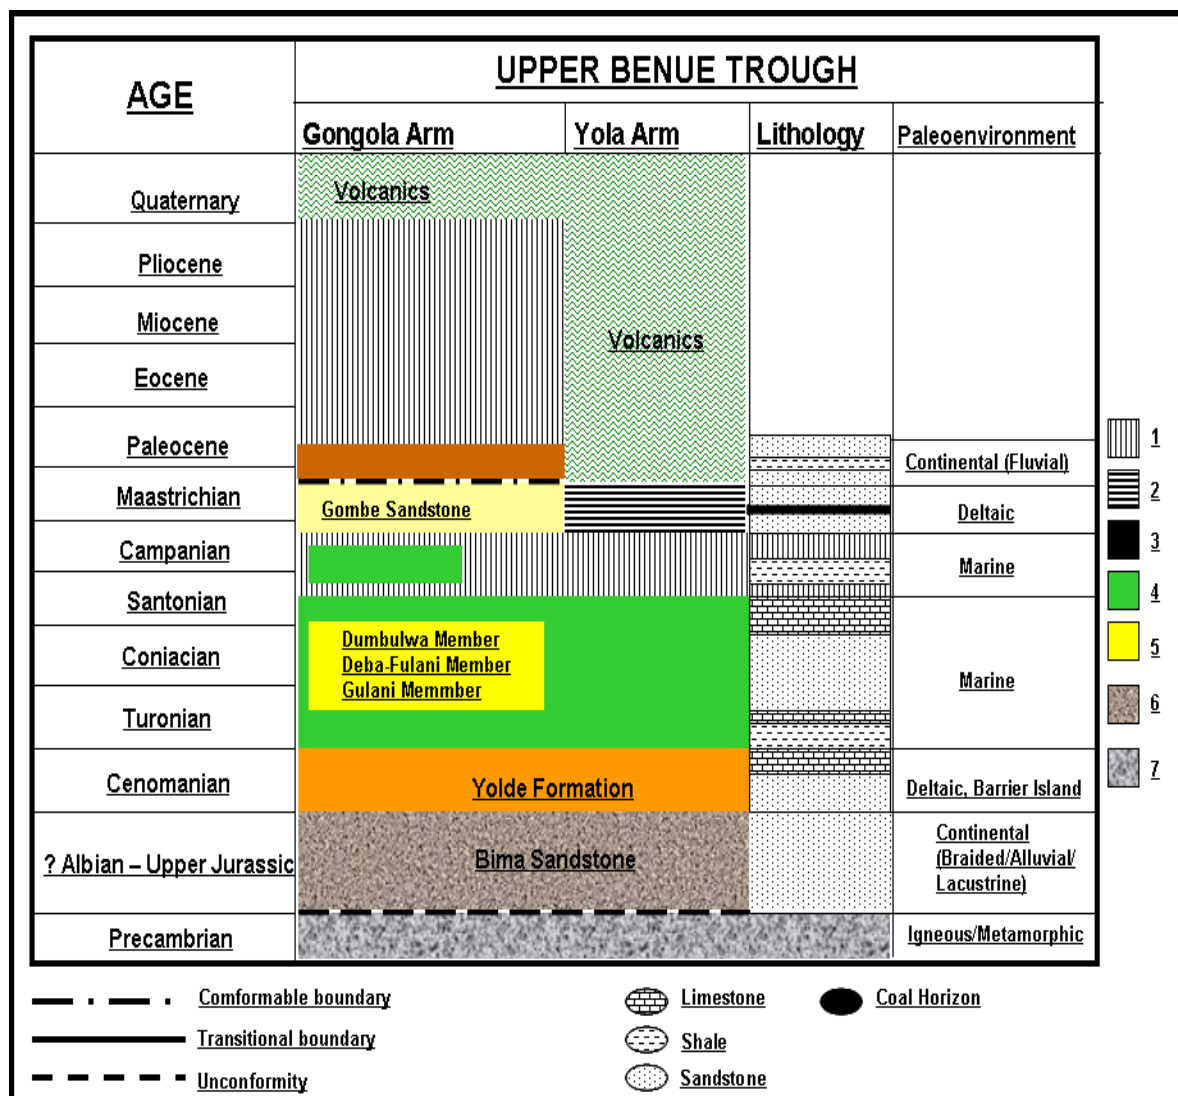 UPPER BENUE TROUGH
AGE
Gongola Arm
Yola Arm
Lithology
Paleoenvironment
Quaternary
Volcanics
Pliocene
Miocene
Volcanics
Eocene
Paleocene
Continental (Fluvial)
Maastrichian
Gombe Sandstone
Deltaic
Campanian
Marine
Santonian
Coniacian
Dumbulwa Member
Deba-Fulani Member
Gulani Memmber
Marine
Turonian
Cenomanian
Yolde Formation
Deltaic, Barrier Island
? Albian – Upper Jurassic
Bima Sandstone
Continental
(Braided/Alluvial/
Lacustrine)
Precambrian
Igneous/Metamorphic
1
2
3
4
5
6
7
Comformable boundary
Transitional boundary
Unconformity
Limestone
Shale
Sandstone
Coal Horizon